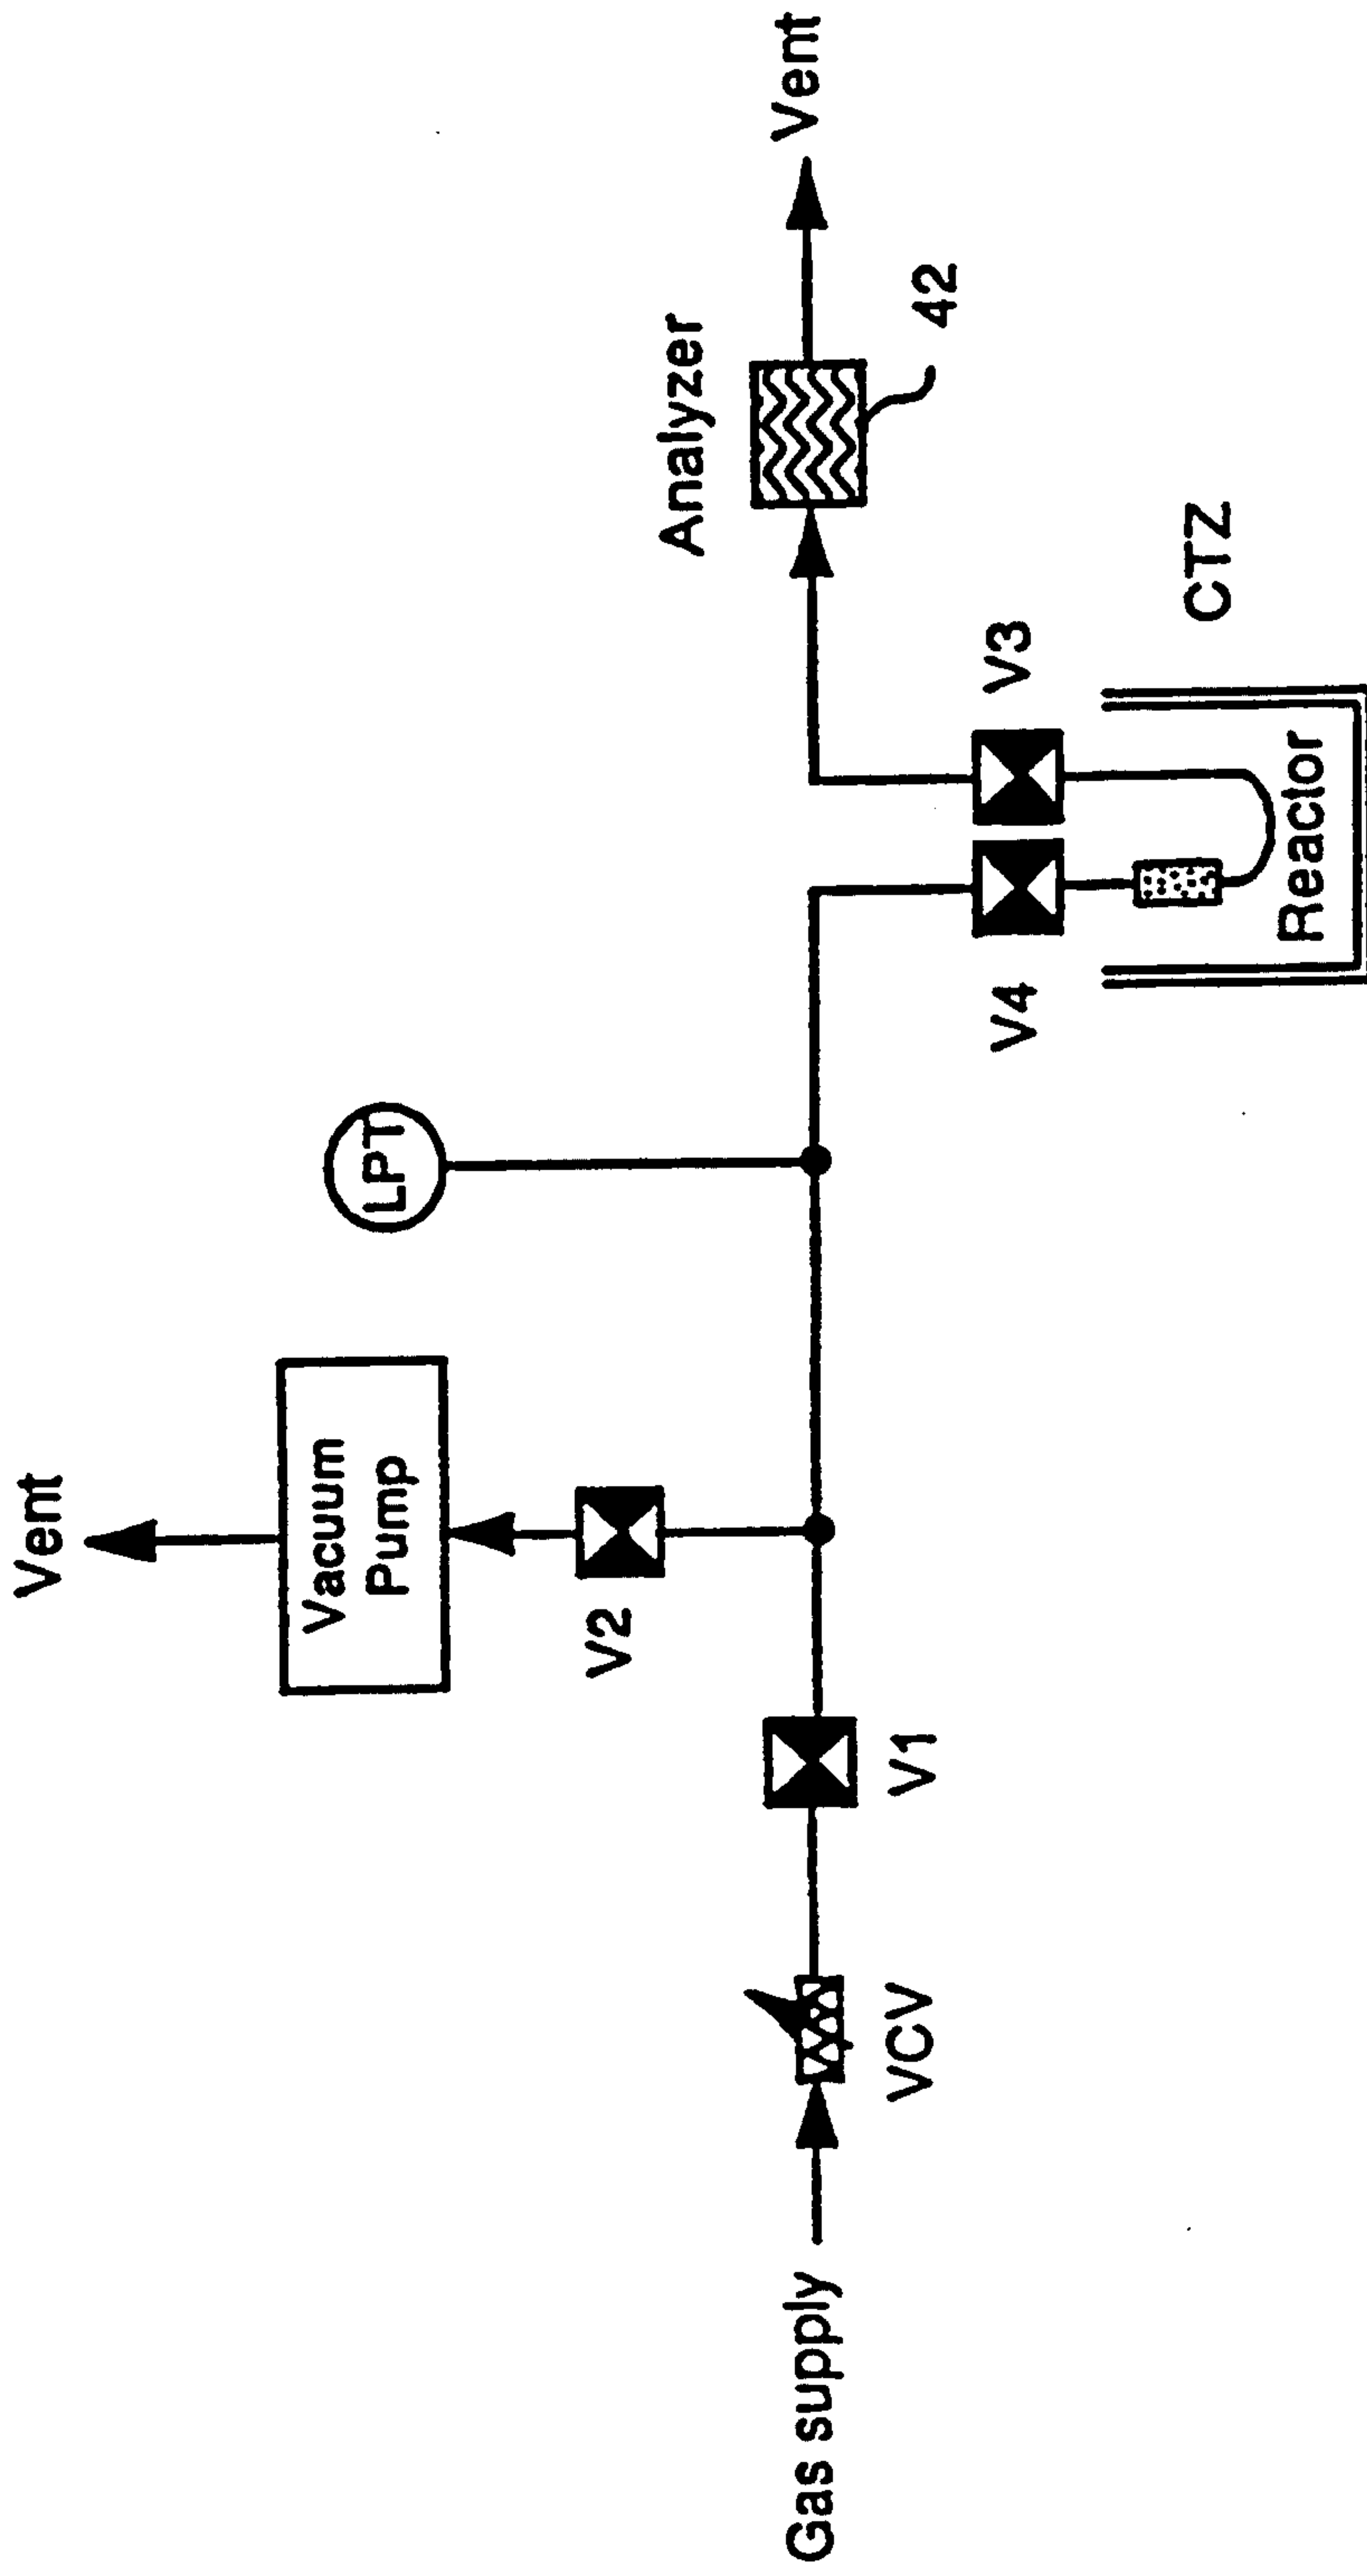 Gas supply
VCV
V1
V2
Vacuum
Pump
Vent
LPT
V4
V3
Reactor
CTZ
Analyzer
42
Vent